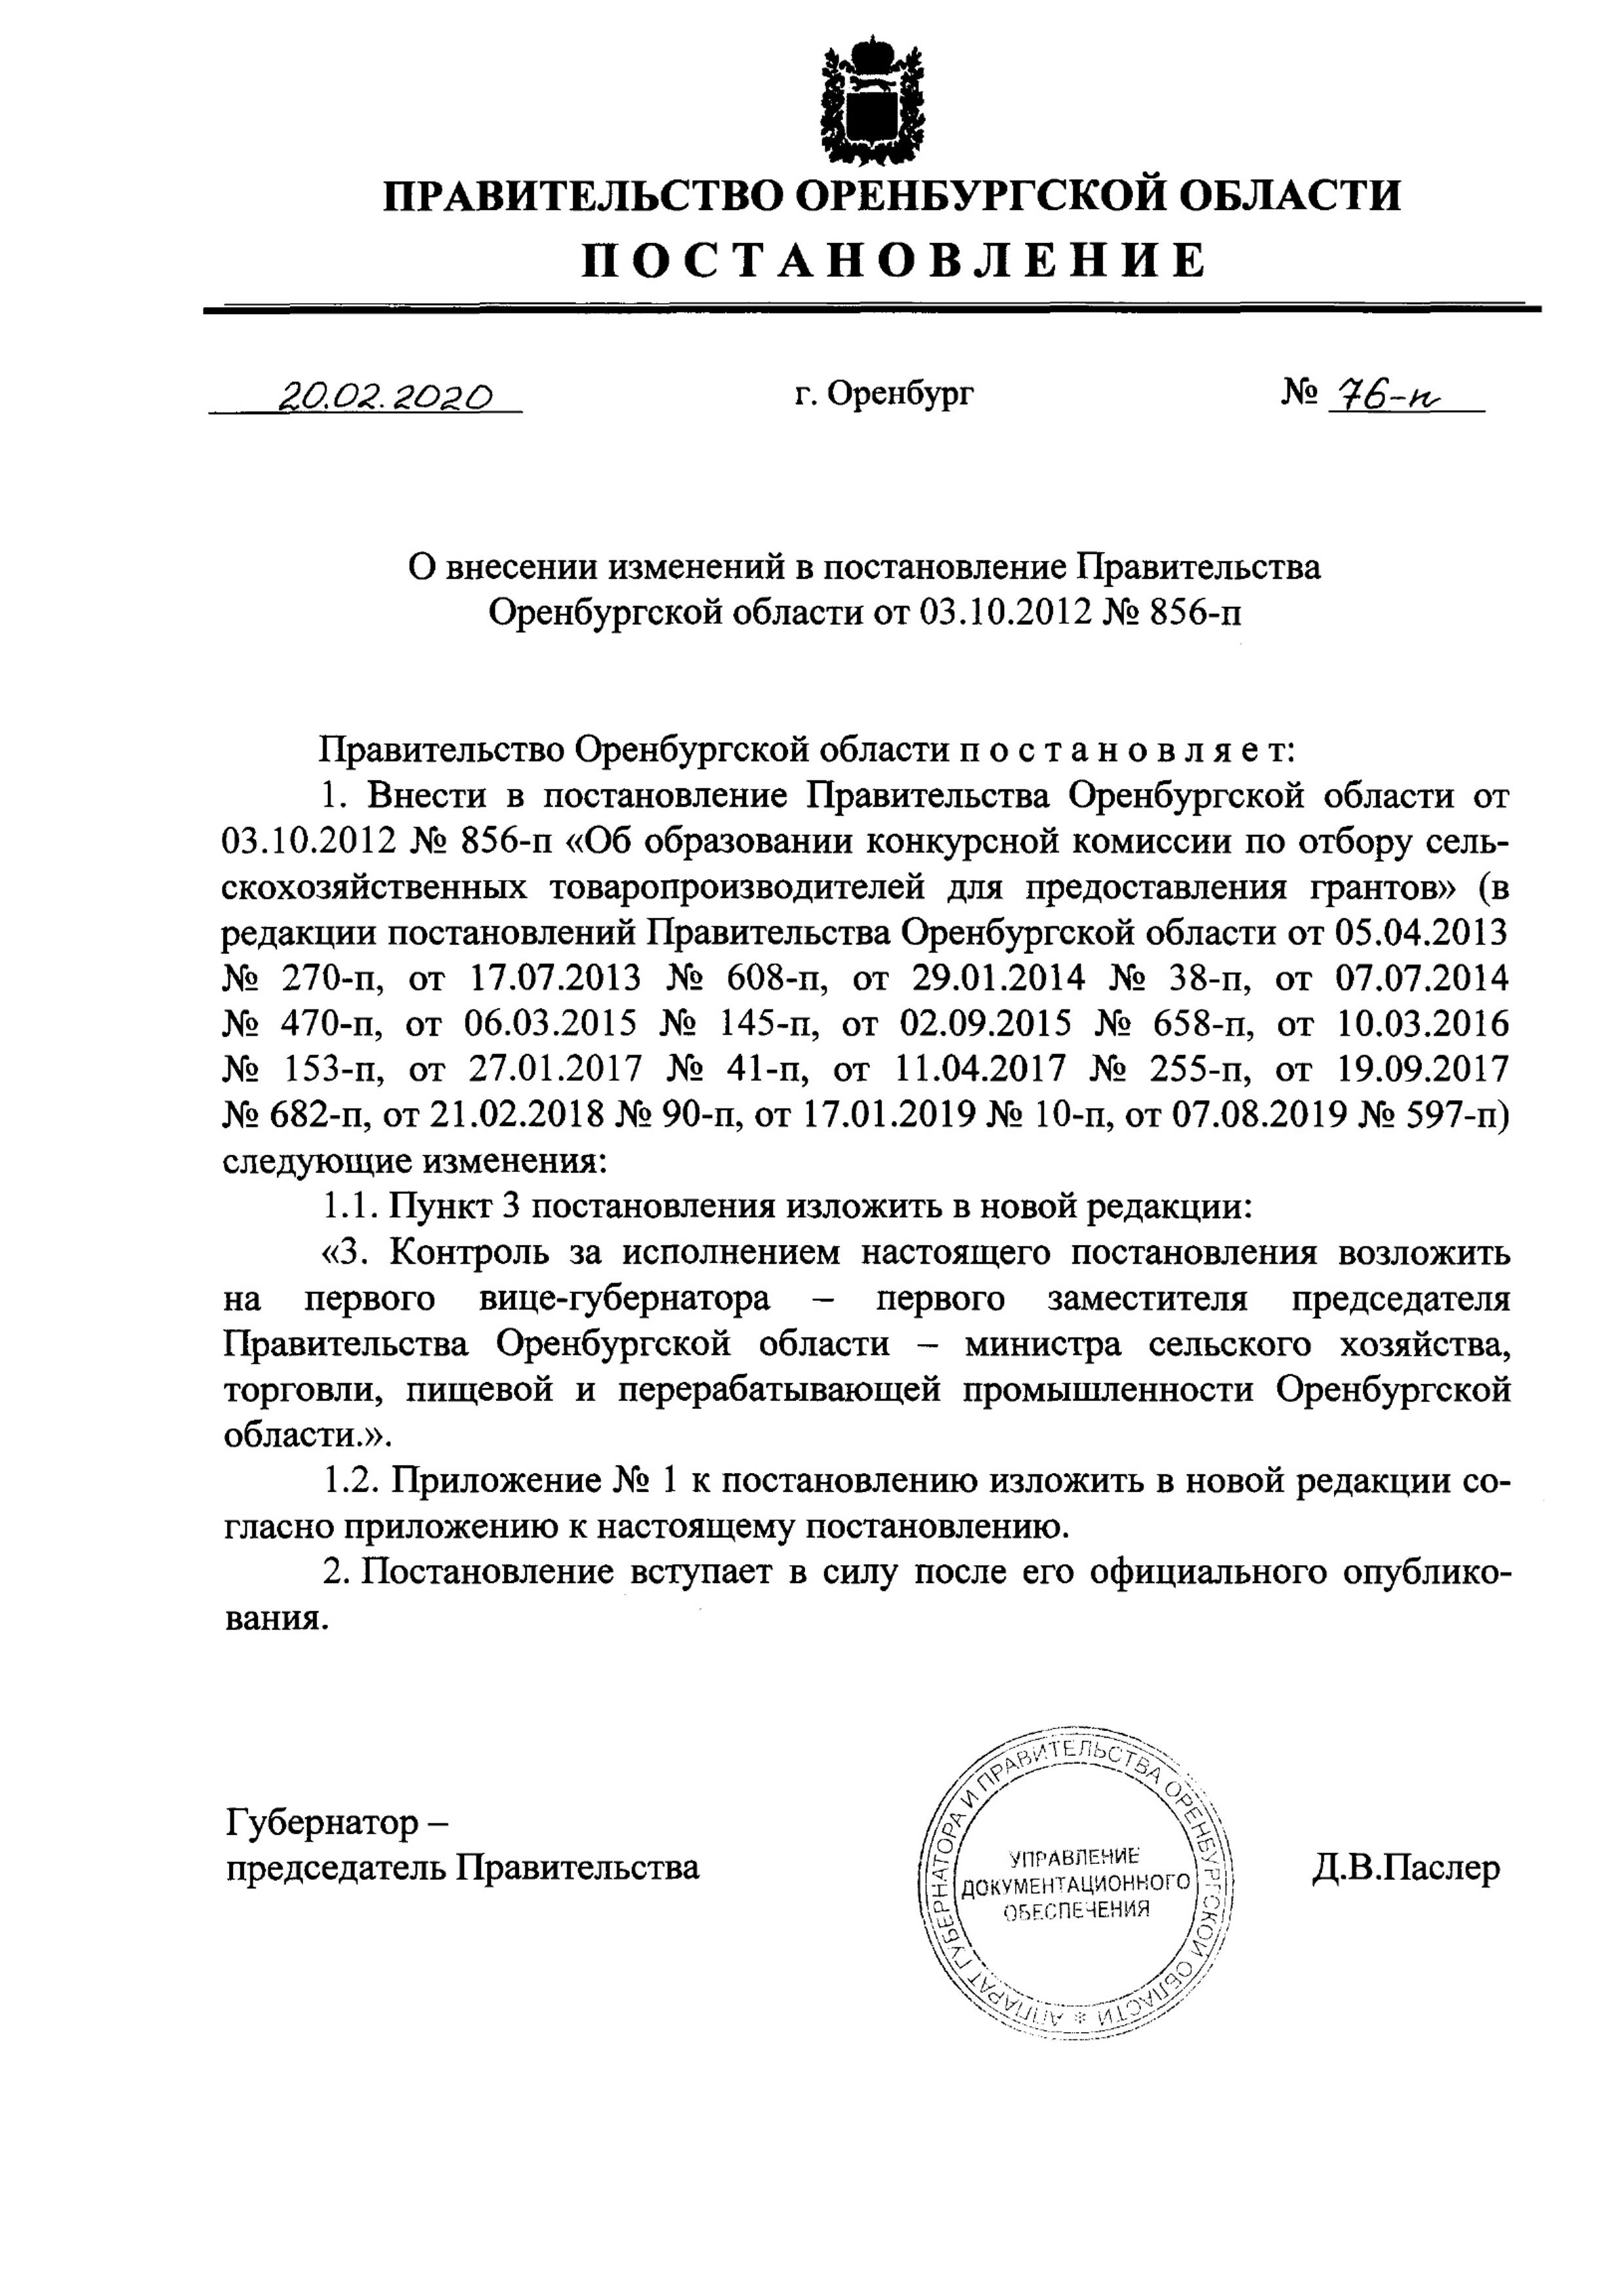 ПРАВИТЕЛЬСТВО ОРЕНБУРГСКОЙ ОБЛАСТИ
ПОСТАНОВЛЕНИЕ
20.02.2020 г. Оренбург № 76-п
О внесении изменений в постановление Правительства
Оренбургской области от 03.10.2012 № 856-п
Правительство Оренбургской области п о с т а н о в л я е т:
1. Внести в постановление Правительства Оренбургской области от
03.10.2012 № 856-п «Об образовании конкурсной комиссии по отбору сель-
скохозяйственных товаропроизводителей для предоставления грантов» (в
редакции постановлений Правительства Оренбургской области от 05.04.2013
№ 270-п, от 17.07.2013 № 608-п, от 29.01.2014 № 38-п, от 07.07.2014
№ 470-п, от 06.03.2015 № 145-п, от 02.09.2015 № 658-п, от 10.03.2016
№ 153-п, от 27.01.2017 № 41-п, от 11.04.2017 № 255-п, от 19.09.2017
№ 682-п, от 21.02.2018 № 90-п, от 17.01.2019 № 10-п, от 07.08.2019 № 597-п)
следующие изменения:
1.1. Пункт 3 постановления изложить в новой редакции:
«3. Контроль за исполнением настоящего постановления возложить
на первого вице-губернатора – первого заместителя председателя
Правительства Оренбургской области – министра сельского хозяйства,
торговли, пищевой и перерабатывающей промышленности Оренбургской
области.».
1.2. Приложение № 1 к постановлению изложить в новой редакции со-
гласно приложению к настоящему постановлению.
2. Постановление вступает в силу после его официального опублико-
вания.
Губернатор –
председатель Правительства
АППАРАТ ГУБЕРНАТОРА И ПРАВИТЕЛЬСТВА ОРЕНБУРГСКОЙ ОБЛАСТИ *
УПРАВЛЕНИЕ
ДОКУМЕНТАЦИОННОГО
ОБЕСПЕЧЕНИЯ
Д.В.Паслер